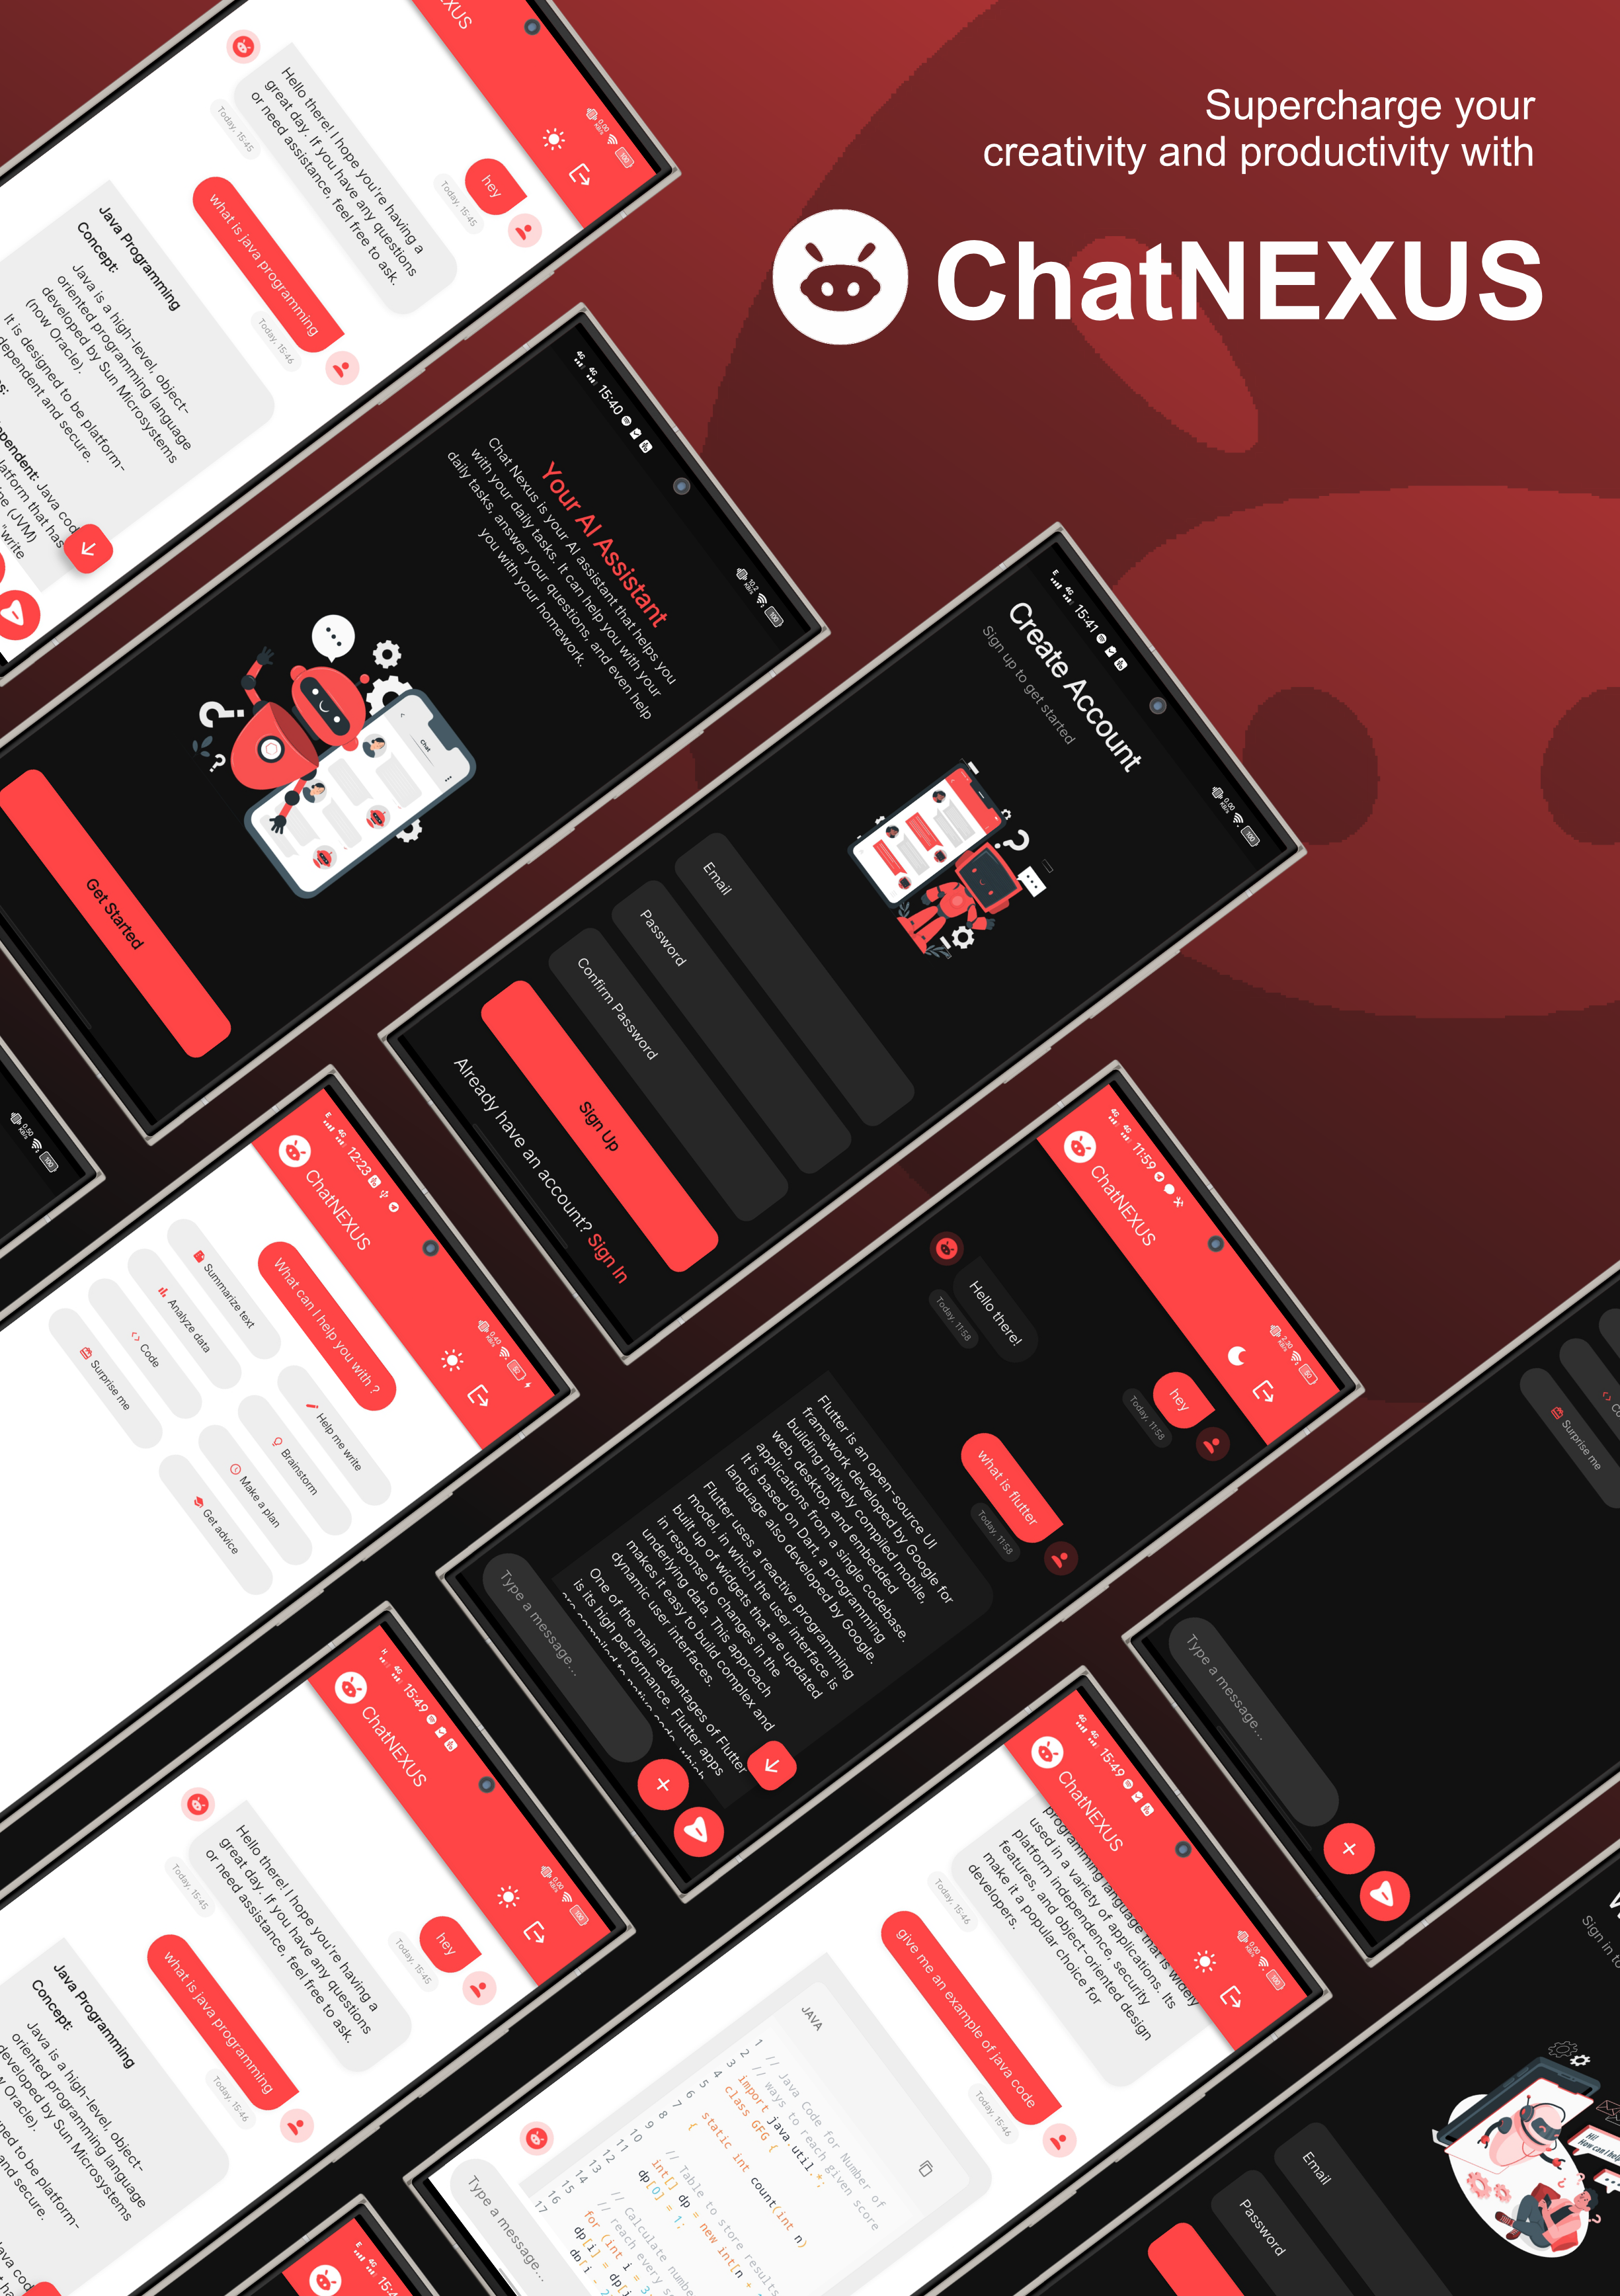 Supercharge your
creativity and productivity with
ChatNEXUS
hey
Today, 15:45
Hello there! I hope you're having a
great day. If you have any questions
or need assistance, feel free to ask.
Today, 15:45
what is java programming
Today, 15:46
Java Programming
Concept:
Java is a high-level, object-
oriented programming language
developed by Sun Microsystems
(now Oracle).
It is designed to be platform-
and secure.
Java
platform that has
(JVM)
"write
15:40
Your AI Assistant
Chat Nexus is your AI assistant that helps you
with your daily tasks. It can help you with your
daily tasks, answer your questions, and even help
you with your homework.
Chat
Get Started
15:41
Create Account
Sign up to get started
Email
Password
Confirm Password
Sign Up
Already have an account? Sign In
12:23
ChatNEXUS
What can I help you with ?
Summarize text
Help me write
Analyze data
Brainstorm
Code
Make a plan
Surprise me
Get advice
11:59
ChatNEXUS
hey
Today, 11:58
Hello there!
Today, 11:58
what is flutter
Today, 11:58
Flutter is an open-source UI
framework developed by Google for
building natively compiled mobile,
web, desktop, and embedded
applications from a single codebase.
It is based on Dart, a programming
language also developed by Google.
Flutter uses a reactive programming
model, in which the user interface is
built up of widgets that are updated
in response to changes in the
underlying data. This approach
makes it easy to build complex and
dynamic user interfaces.
One of the main advantages of Flutter
is its high performance. Flutter apps
are compiled to native code, which
Type a message...
Surprise me
Type a message...
15:49
ChatNEXUS
hey
Today, 15:45
Hello there! I hope you're having a
great day. If you have any questions
or need assistance, feel free to ask.
Today, 15:45
what is java programming
Today, 15:46
Java Programming
Concept:
Java is a high-level, object-
oriented programming language
developed by Sun Microsystems
Oracle).
to be platform-
and secure.
15:49
ChatNEXUS
programming language that is widely
used in a variety of applications. Its
platform independence, security
features, and object-oriented design
make it a popular choice for
developers.
Today, 15:46
give me an example of java code
Today, 15:46
JAVA
1 // Java Code for Number of
2 // ways to reach given score
3 import java.util.*;
4 class GFG {
5
6 static int count(int n)
7 {
8 // Table to store results
9 int[] dp = new int[n +
10 dp[0] = 1;
11
12 // Calculate
13 // reach every
14 for (int i = 3;
15 dp[i] =
16
17
Type a message...
Sign in to
Hi!
How can I help
Email
Password